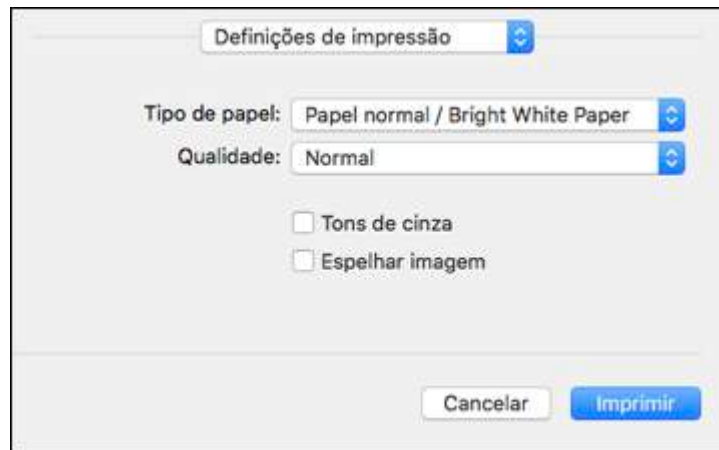 Definições de impressão
Tipo de papel: Papel normal / Bright White Paper
Qualidade: Normal
Tons de cinza
Espelhar imagem
Cancelar Imprimir